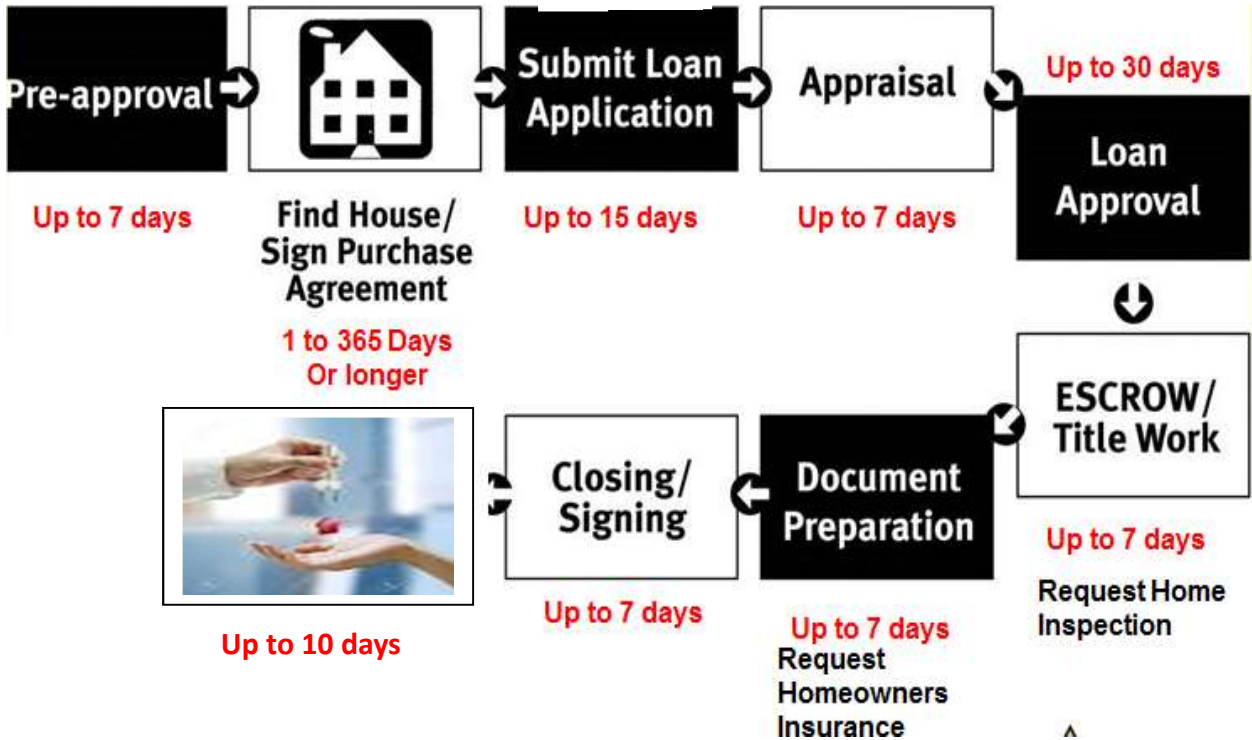 Pre-approval
Up to 7 days
Find House/
Sign Purchase
Agreement
1 to 365 Days
Or longer
Submit Loan
Application
Up to 15 days
Appraisal
Up to 7 days
Up to 30 days
Loan
Approval
ESCROW/
Title Work
Up to 7 days
Request Home
Inspection
Document
Preparation
Up to 7 days
Request
Homeowners
Insurance
Closing/
Signing
Up to 7 days
Up to 10 days